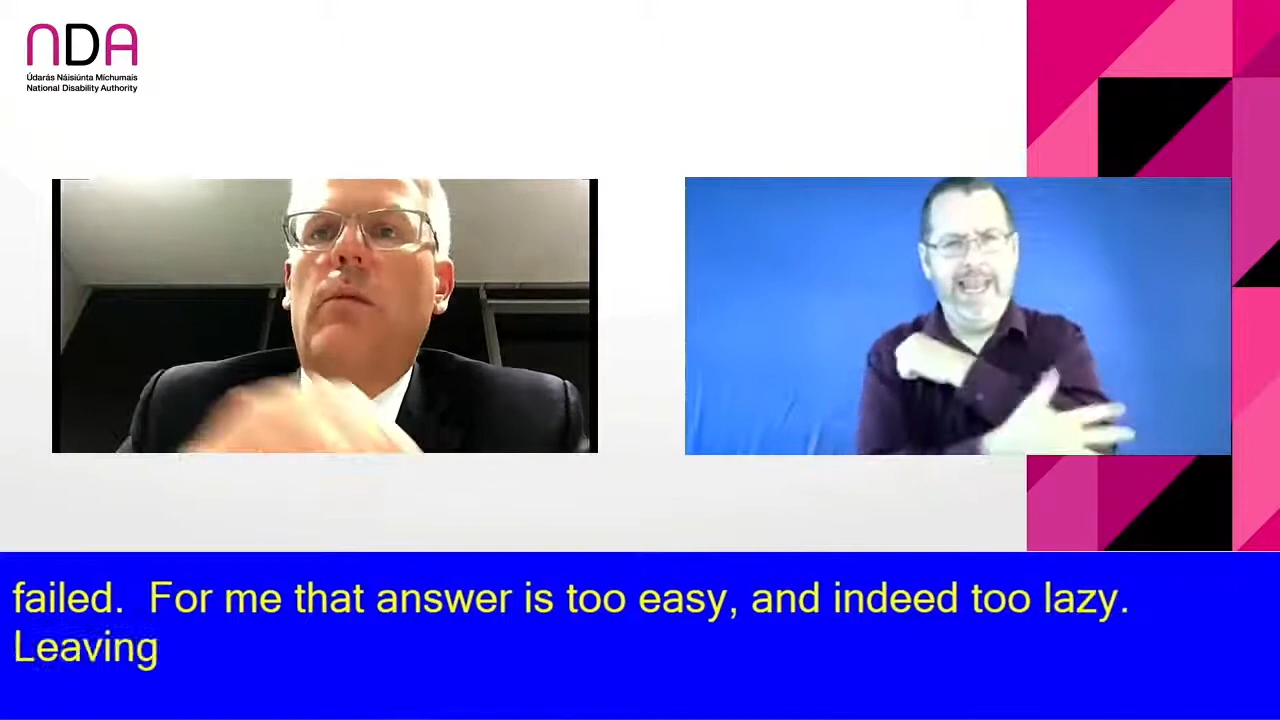 NDA
Údarás Náisiúnta Míchumais
National Disability Authority
failed.  For me that answer is too easy, and indeed too lazy.
Leaving